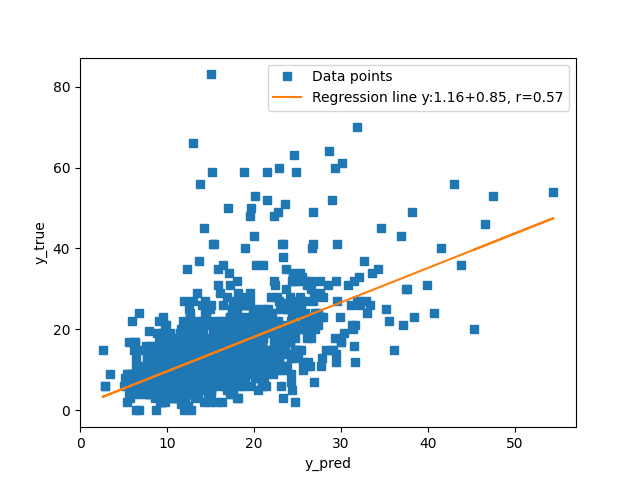 Data points
Regression line y:1.16+0.85, r=0.57
80
60
40
20
0
y_true
0 10 20 30 40 50
y_pred